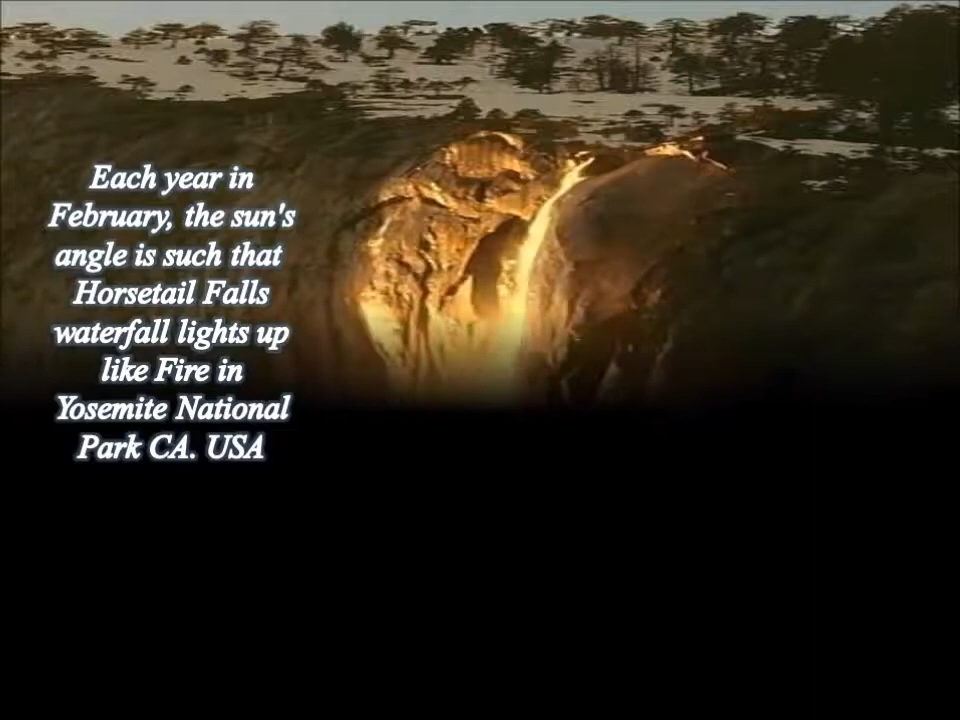 Each year in
February, the sun's
angle is such that
Horsetail Falls
waterfall lights up
like Fire in
Yosemite National
Park CA. USA